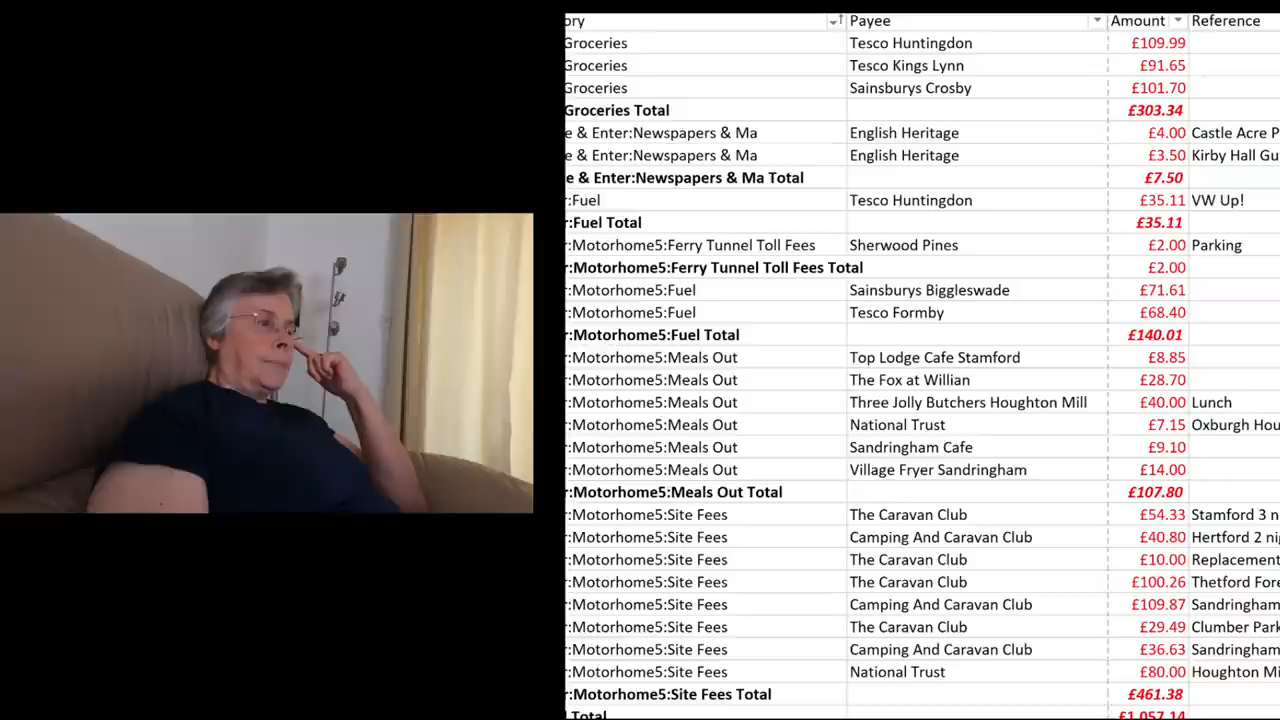 ory Payee Amount Reference
Groceries Tesco Huntingdon £109.99
Groceries Tesco Kings Lynn £91.65
Groceries Sainsburys Crosby £101.70
Groceries Total £303.34
e & Enter:Newspapers & Ma English Heritage £4.00 Castle Acre P
e & Enter:Newspapers & Ma English Heritage £3.50 Kirby Hall Gu
e & Enter:Newspapers & Ma Total £7.50
r:Fuel Tesco Huntingdon £35.11 VW Up!
r:Fuel Total £35.11
r:Motorhome5:Ferry Tunnel Toll Fees Sherwood Pines £2.00 Parking
r:Motorhome5:Ferry Tunnel Toll Fees Total £2.00
r:Motorhome5:Fuel Sainsburys Biggleswade £71.61
r:Motorhome5:Fuel Tesco Formby £68.40
r:Motorhome5:Fuel Total £140.01
r:Motorhome5:Meals Out Top Lodge Cafe Stamford £8.85
r:Motorhome5:Meals Out The Fox at Willian £28.70
r:Motorhome5:Meals Out Three Jolly Butchers Houghton Mill £40.00 Lunch
r:Motorhome5:Meals Out National Trust £7.15 Oxburgh Hou
r:Motorhome5:Meals Out Sandringham Cafe £9.10
r:Motorhome5:Meals Out Village Fryer Sandringham £14.00
r:Motorhome5:Meals Out Total £107.80
r:Motorhome5:Site Fees The Caravan Club £54.33 Stamford 3 n
r:Motorhome5:Site Fees Camping And Caravan Club £40.80 Hertford 2 nig
r:Motorhome5:Site Fees The Caravan Club £10.00 Replacement
r:Motorhome5:Site Fees The Caravan Club £100.26 Thetford Fore
r:Motorhome5:Site Fees Camping And Caravan Club £109.87 Sandringham
r:Motorhome5:Site Fees The Caravan Club £29.49 Clumber Park
r:Motorhome5:Site Fees Camping And Caravan Club £36.63 Sandringham
r:Motorhome5:Site Fees National Trust £80.00 Houghton Mi
r:Motorhome5:Site Fees Total £461.38
Total £1,057.14